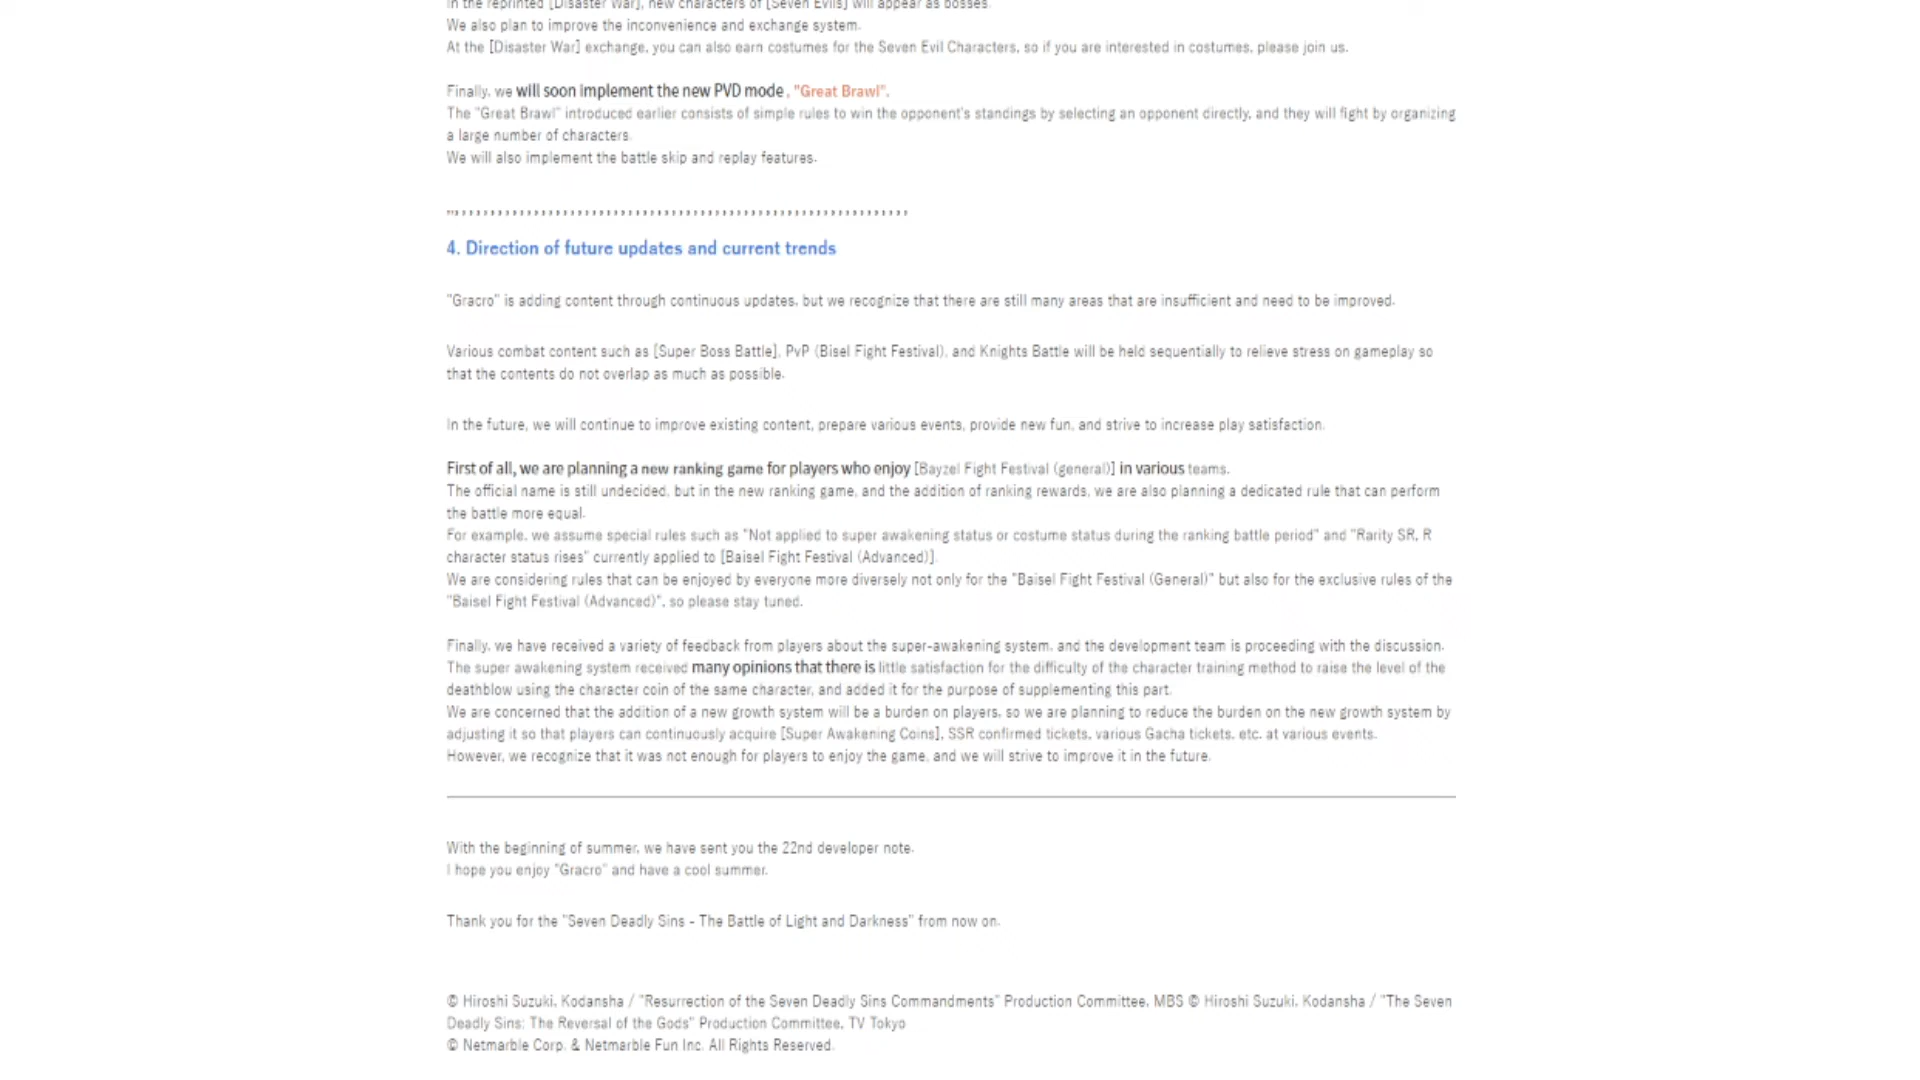 In the reprinted [Disaster War], new characters of [Seven Evils] will appear as bosses.
We also plan to improve the inconvenience and exchange system.
At the [Disaster War] exchange, you can also earn costumes for the Seven Evil Characters, so if you are interested in costumes, please join us.
Finally, we will soon implement the new PVD mode , "Great Brawl".
The "Great Brawl" introduced earlier consists of simple rules to win the opponent's standings by selecting an opponent directly, and they will fight by organizing
a large number of characters.
We will also implement the battle skip and replay features.
4. Direction of future updates and current trends
"Gracro" is adding content through continuous updates, but we recognize that there are still many areas that are insufficient and need to be improved.
Various combat content such as [Super Boss Battle], PvP (Bisel Fight Festival), and Knights Battle will be held sequentially to relieve stress on gameplay so
that the contents do not overlap as much as possible.
In the future, we will continue to improve existing content, prepare various events, provide new fun, and strive to increase play satisfaction.
First of all, we are planning a new ranking game for players who enjoy [Bayzel Fight Festival (general)] in various teams.
The official name is still undecided, but in the new ranking game, and the addition of ranking rewards, we are also planning a dedicated rule that can perform
the battle more equal.
For example, we assume special rules such as "Not applied to super awakening status or costume status during the ranking battle period" and "Rarity SR, R
character status rises" currently applied to [Baisel Fight Festival (Advanced)].
We are considering rules that can be enjoyed by everyone more diversely not only for the "Baisel Fight Festival (General)" but also for the exclusive rules of the
"Baisel Fight Festival (Advanced)", so please stay tuned.
Finally, we have received a variety of feedback from players about the super-awakening system, and the development team is proceeding with the discussion.
The super awakening system received many opinions that there is little satisfaction for the difficulty of the character training method to raise the level of the
deathblow using the character coin of the same character, and added it for the purpose of supplementing this part.
We are concerned that the addition of a new growth system will be a burden on players, so we are planning to reduce the burden on the new growth system by
adjusting it so that players can continuously acquire [Super Awakening Coins], SSR confirmed tickets, various Gacha tickets, etc. at various events.
However, we recognize that it was not enough for players to enjoy the game, and we will strive to improve it in the future.
With the beginning of summer, we have sent you the 22nd developer note.
I hope you enjoy "Gracro" and have a cool summer.
Thank you for the "Seven Deadly Sins - The Battle of Light and Darkness" from now on.
© Hiroshi Suzuki, Kodansha / "Resurrection of the Seven Deadly Sins Commandments" Production Committee, MBS © Hiroshi Suzuki, Kodansha / "The Seven
Deadly Sins: The Reversal of the Gods" Production Committee, TV Tokyo
© Netmarble Corp. & Netmarble Fun Inc. All Rights Reserved.